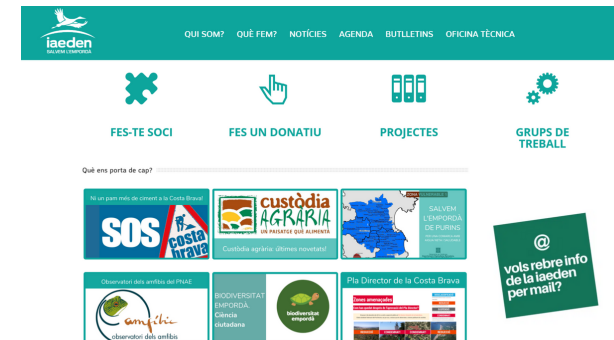 iaeden
SALVEM L'EMPORDÀ
QUI SOM?
QUÈ FEM?
NOTÍCIES
AGENDA
BUTLLETINS
OFICINA TÈCNICA
FES-TE SOCI
FES UN DONATIU
PROJECTES
GRUPS DE
TREBALL
Què ens porta de cap?
Ni un pam més de ciment a la Costa Brava!
SOS
costa
brava
custòdia
AGRÀRIA
UN PAISATGE QUE ALIMENTA
Custòdia agrària: últimes novetats!
SALVEM
L'EMPORDÀ
DE PURINS
@
vols rebre info
de la iaeden
per mail?
Observatori dels amfibis del PNAE
amfibia
observatori dels amfibis
BIODIVERSITAT
EMPORDÀ.
Ciència
ciutadana
biodiversitat
empordà
Pla Director de la Costa Brava
Zones amenaçades